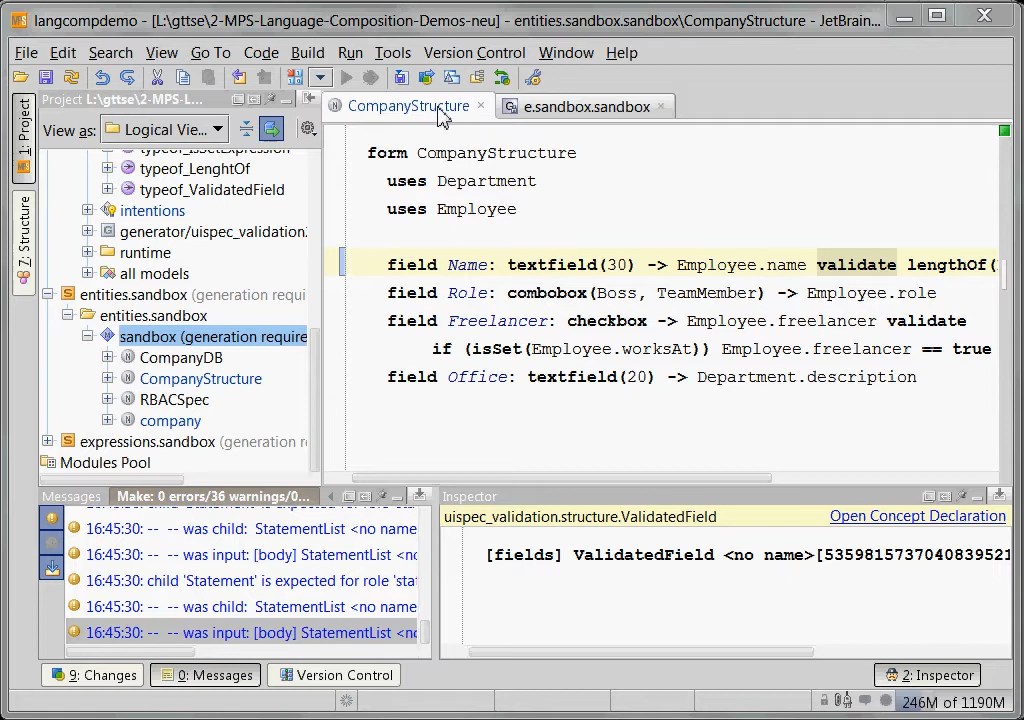 langcompdemo - [L:\gttse\2-MPS-Language-Composition-Demos-neu] - entities.sandbox.sandbox\CompanyStructure - JetBrain...
File Edit Search View Go To Code Build Run Tools Version Control Window Help
1: Project
Z: Structure
Project L:\gttse\2-MPS-L...
View as: Logical Vie...
typeof_IsSetExpression
typeof_LenghtOf
typeof_ValidatedField
intentions
generator/uispec_validation.
runtime
all models
entities.sandbox (generation requi
entities.sandbox
sandbox (generation require
CompanyDB
CompanyStructure
RBACSpec
company
expressions.sandbox (generation r
Modules Pool
CompanyStructure
e.sandbox.sandbox
form CompanyStructure
uses Department
uses Employee
field Name: textfield(30) -> Employee.name validate lengthOf(
field Role: combobox(Boss, TeamMember) -> Employee.role
field Freelancer: checkbox -> Employee.freelancer validate
if (isSet(Employee.worksAt)) Employee.freelancer == true
field Office: textfield(20) -> Department.description
Messages Make: 0 errors/36 warnings/0...
16:45:30: -- -- was child: StatementList <no name
16:45:30: -- -- was input: [body] StatementList <no
16:45:30: child 'Statement' is expected for role 'sta
16:45:30: -- -- was child: StatementList <no name
16:45:30: -- -- was input: [body] StatementList <no
Inspector
uispec_validation.structure.ValidatedField Open Concept Declaration
[fields] ValidatedField <no name>[5359815737040839521
9: Changes 0: Messages Version Control 2: Inspector
246M of 1190M